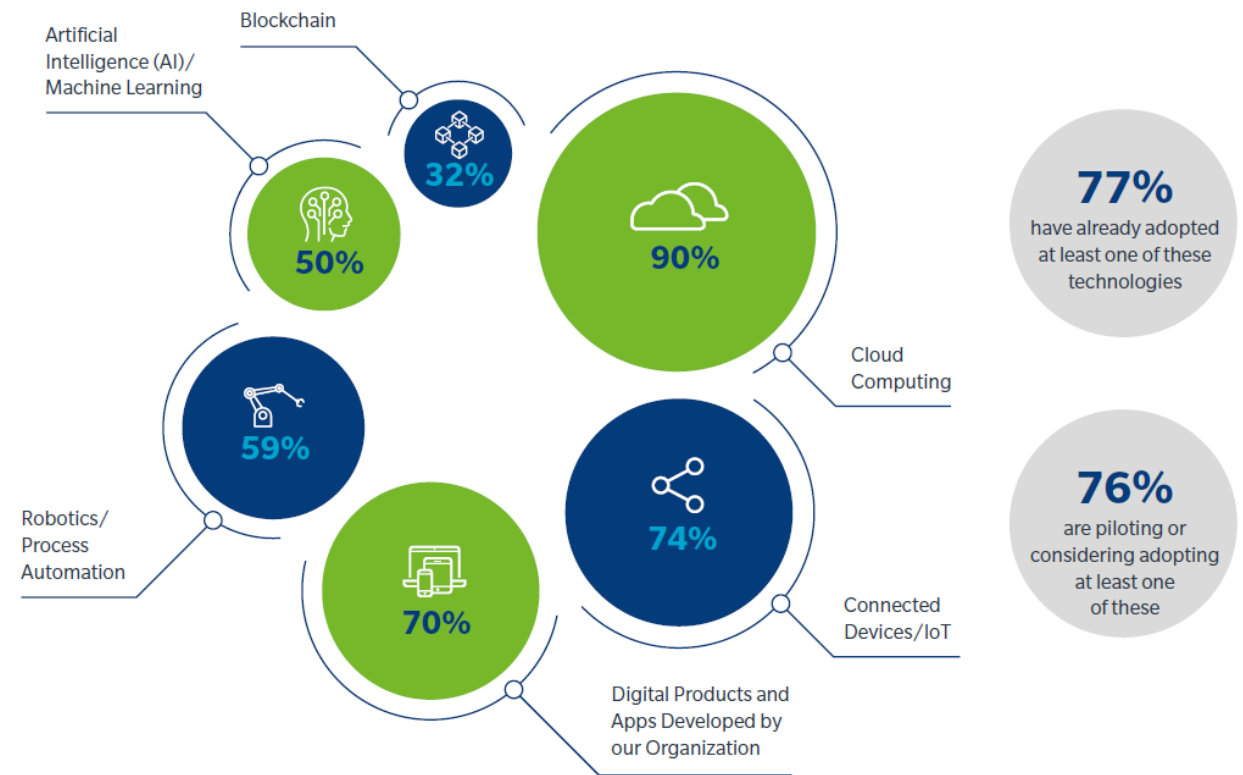 Blockchain
32%
Artificial
Intelligence (AI)/
Machine Learning
50%
90%
Cloud
Computing
77%
have already adopted
at least one of these
technologies
59%
Robotics/
Process
Automation
70%
Digital Products and
Apps Developed by
our Organization
74%
Connected
Devices/IoT
76%
are piloting or
considering adopting
at least one
of these